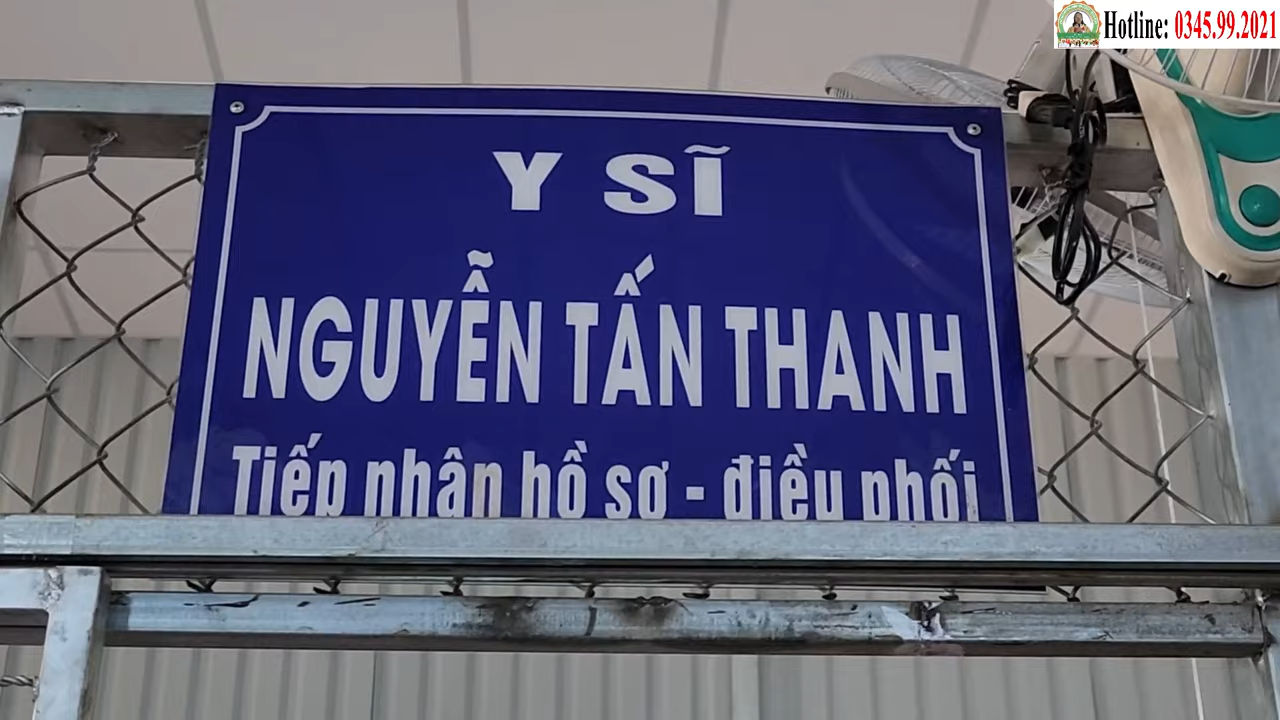 Hotline: 0345.99.2021
Y SĨ
NGUYỄN TẤN THANH
Tiếp nhận hồ sơ - điều phối